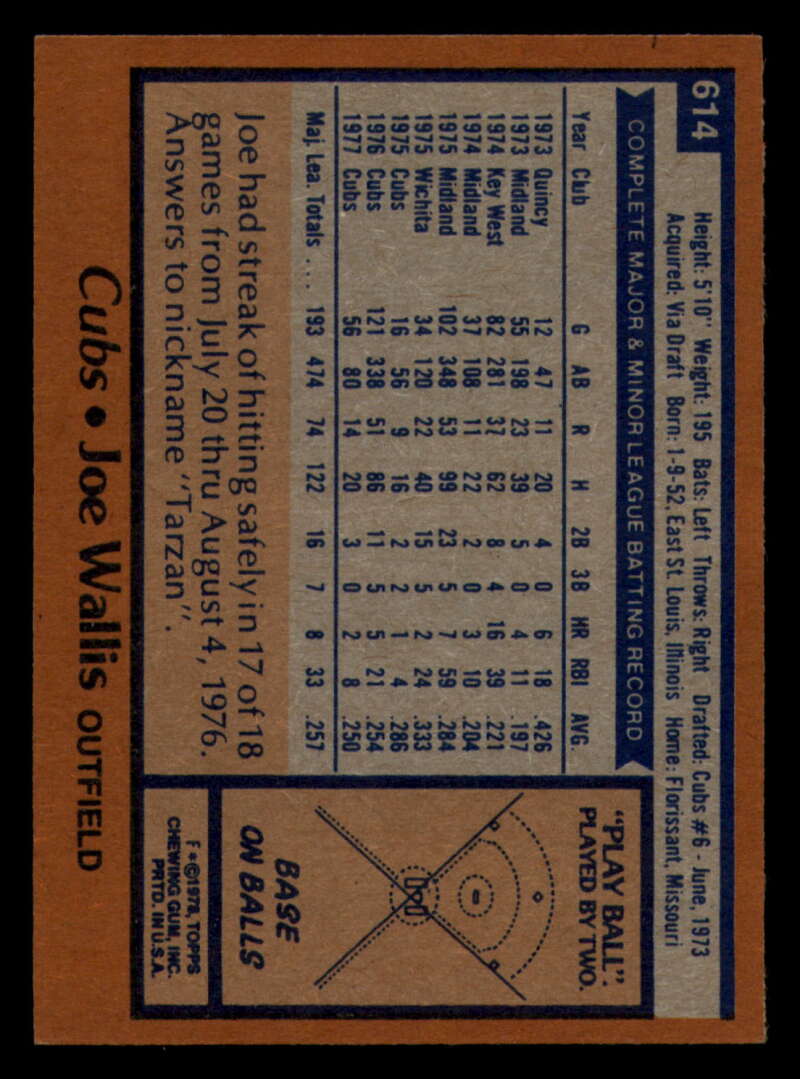 614
Height: 5'10" Weight: 195 Bats: Left Throws: Right Drafted: Cubs #6 - June, 1973
Acquired: Via Draft Born: 1-9-52, East St. Louis, Illinois Home: Florissant, Missouri
COMPLETE MAJOR & MINOR LEAGUE BATTING RECORD
Year Club G AB R H 2B 3B HR RBI AVG.
1973 Quincy 12 47 11 20 4 0 6 18 .426
1973 Midland 55 198 23 39 5 0 4 11 .197
1974 Key West 82 281 37 62 8 4 16 39 .221
1974 Midland 37 108 11 22 2 0 3 10 .204
1975 Midland 102 348 53 99 23 5 7 59 .284
1975 Wichita 34 120 22 40 15 5 2 24 .333
1975 Cubs 16 56 9 16 2 2 1 4 .286
1976 Cubs 121 338 51 86 11 5 5 21 .254
1977 Cubs 56 80 14 20 3 0 2 8 .250
Maj. Lea. Totals ... 193 474 74 122 16 7 8 33 .257
Joe had streak of hitting safely in 17 of 18
games from July 20 thru August 4, 1976.
Answers to nickname "Tarzan".
"PLAY BALL":
PLAYED BY TWO.
BASE
ON BALLS
F*©1978, TOPPS
CHEWING GUM, INC.
PRTD. IN U.S.A.
Cubs • Joe Wallis OUTFIELD